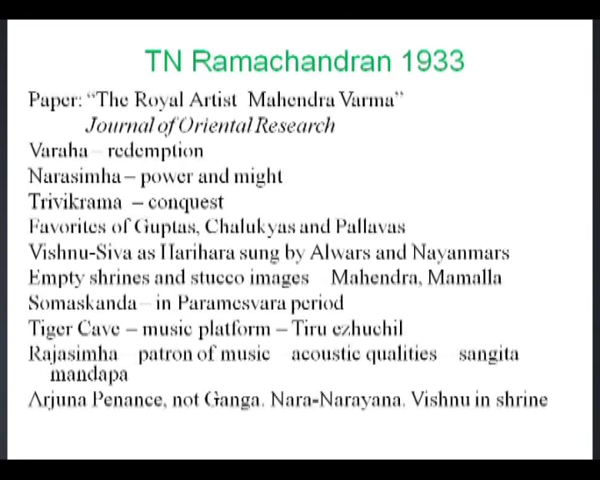 TN Ramachandran 1933
Paper: “The Royal Artist Mahendra Varma”
Journal of Oriental Research
Varaha – redemption
Narasimha – power and might
Trivikrama – conquest
Favorites of Guptas, Chalukyas and Pallavas
Vishnu-Siva as Harihara sung by Alwars and Nayanmars
Empty shrines and stucco images Mahendra, Mamalla
Somaskanda – in Paramesvara period
Tiger Cave – music platform – Tiru ezhuchil
Rajasimha patron of music acoustic qualities sangita
mandapa
Arjuna Penance, not Ganga. Nara-Narayana. Vishnu in shrine